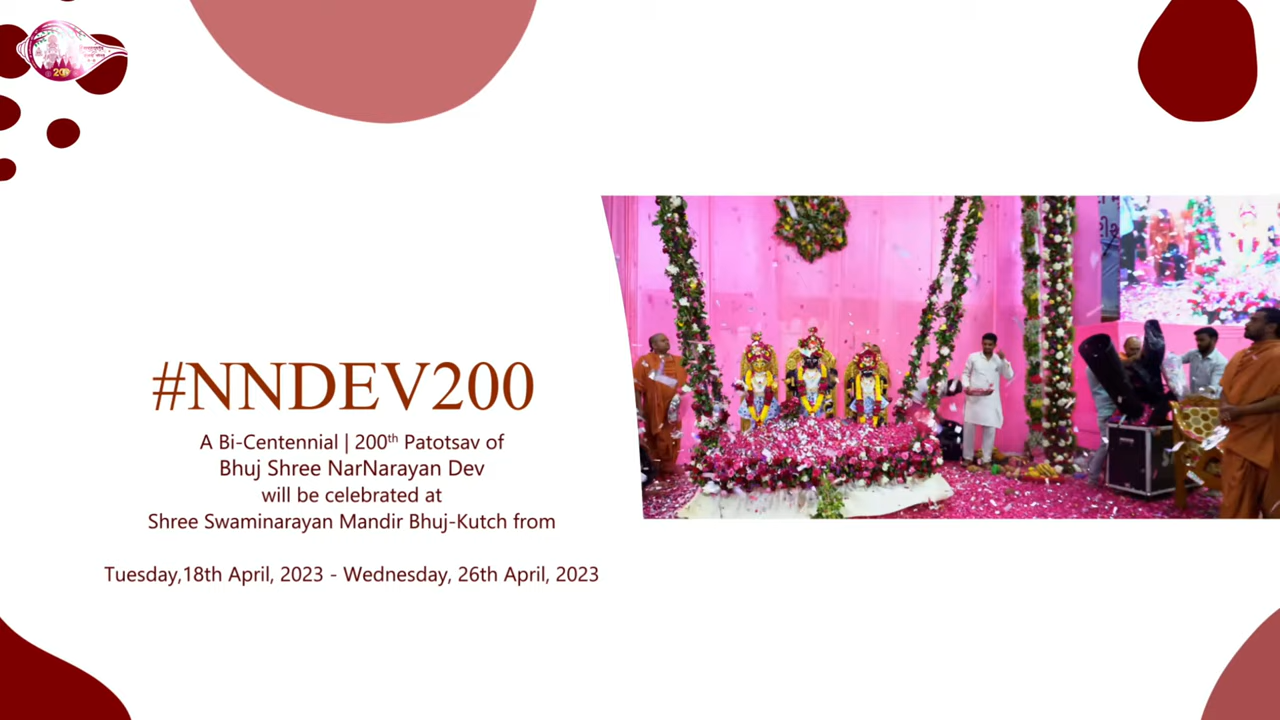 #NNDEV200
A Bi-Centennial | 200th Patotsav of
Bhuj Shree NarNarayan Dev
will be celebrated at
Shree Swaminarayan Mandir Bhuj-Kutch from
Tuesday,18th April, 2023 - Wednesday, 26th April, 2023
200